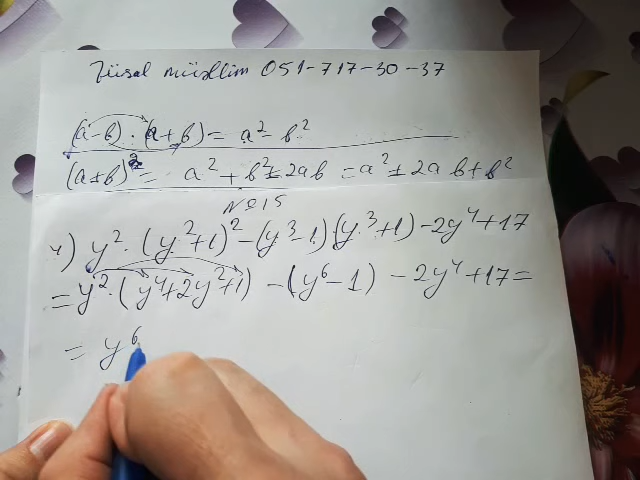 Züsal müəllim 051-717-30-37
(a-b)·(a+b)=a²-b²
(a±b)²= a²+b²±2ab=a²±2ab+b²
№15
4) y²·(y²+1)²-(y³-1)·(y³+1)-2y⁴+17
=y²·(y⁴+2y²+1)-(y⁶-1)-2y⁴+17=
=y⁶